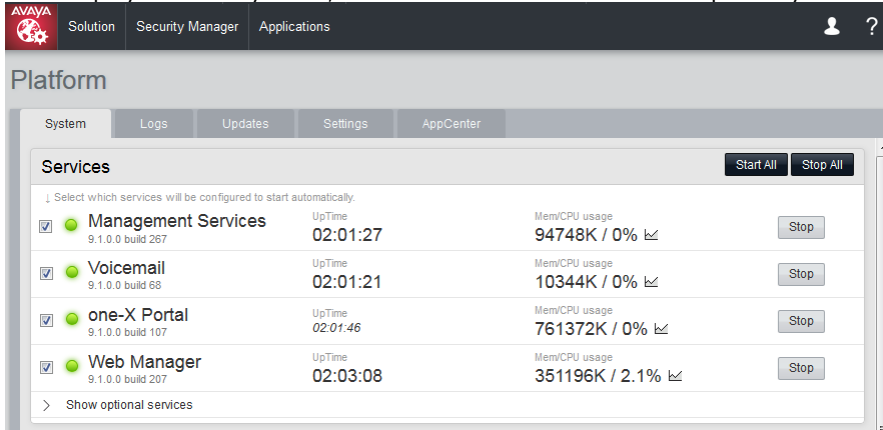 AVAYA
Solution Security Manager Applications ?
Platform
System Logs Updates Settings AppCenter
Services Start All Stop All
↓ Select which services will be configured to start automatically.
Management Services UpTime Mem/CPU usage
9.1.0.0 build 267 02:01:27 94748K / 0% Stop
Voicemail UpTime Mem/CPU usage
9.1.0.0 build 68 02:01:21 10344K / 0% Stop
one-X Portal UpTime Mem/CPU usage
9.1.0.0 build 107 02:01:46 761372K / 0% Stop
Web Manager UpTime Mem/CPU usage
9.1.0.0 build 207 02:03:08 351196K / 2.1% Stop
> Show optional services